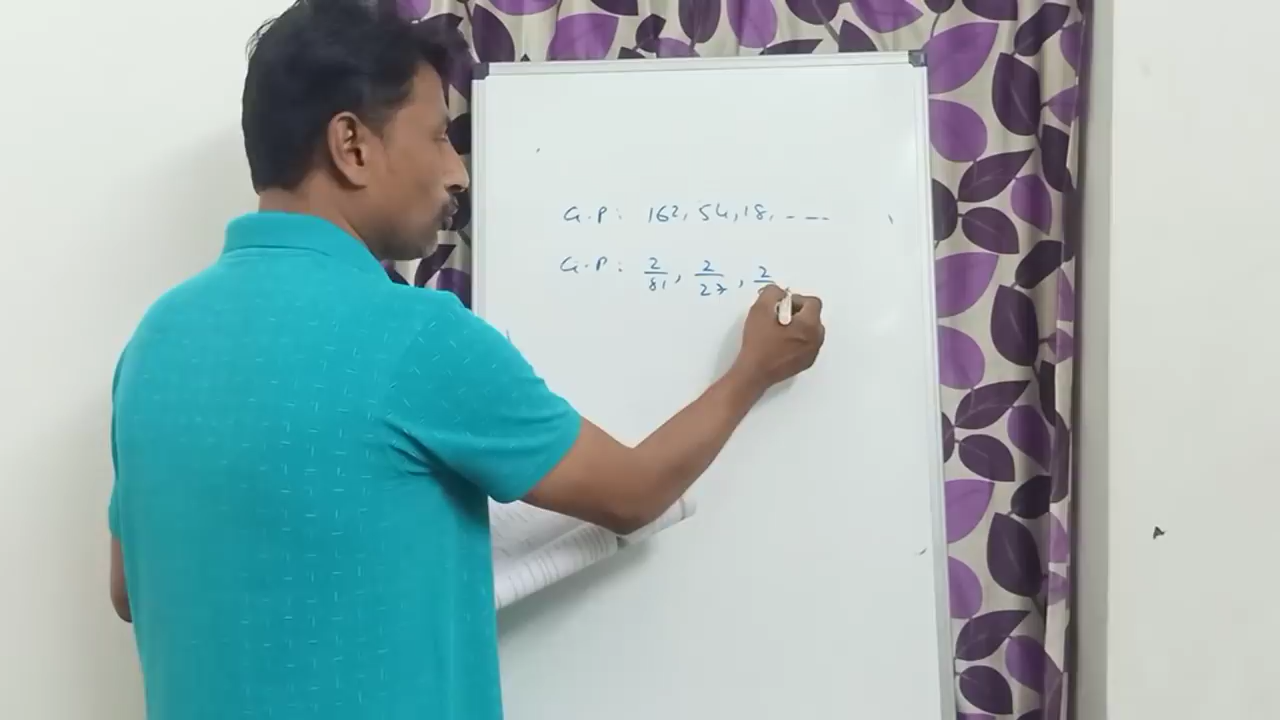 G.P: 162, 54, 18, - - -
G.P: 2/81, 2/27, 2/